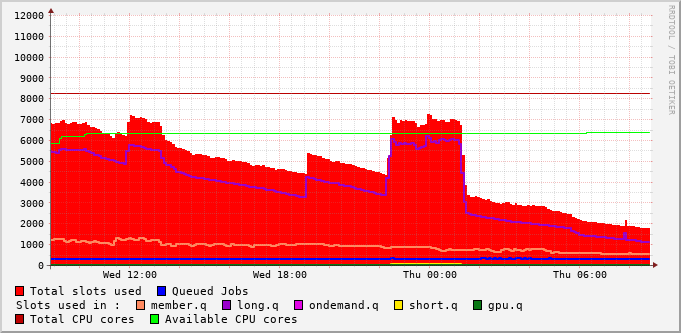 RRDTOOL / TOBI OETIKER
12000
11000
10000
9000
8000
7000
6000
5000
4000
3000
2000
1000
0
Wed 12:00 Wed 18:00 Thu 00:00 Thu 06:00
Total slots used Queued Jobs
Slots used in : member.q long.q ondemand.q short.q gpu.q
Total CPU cores Available CPU cores